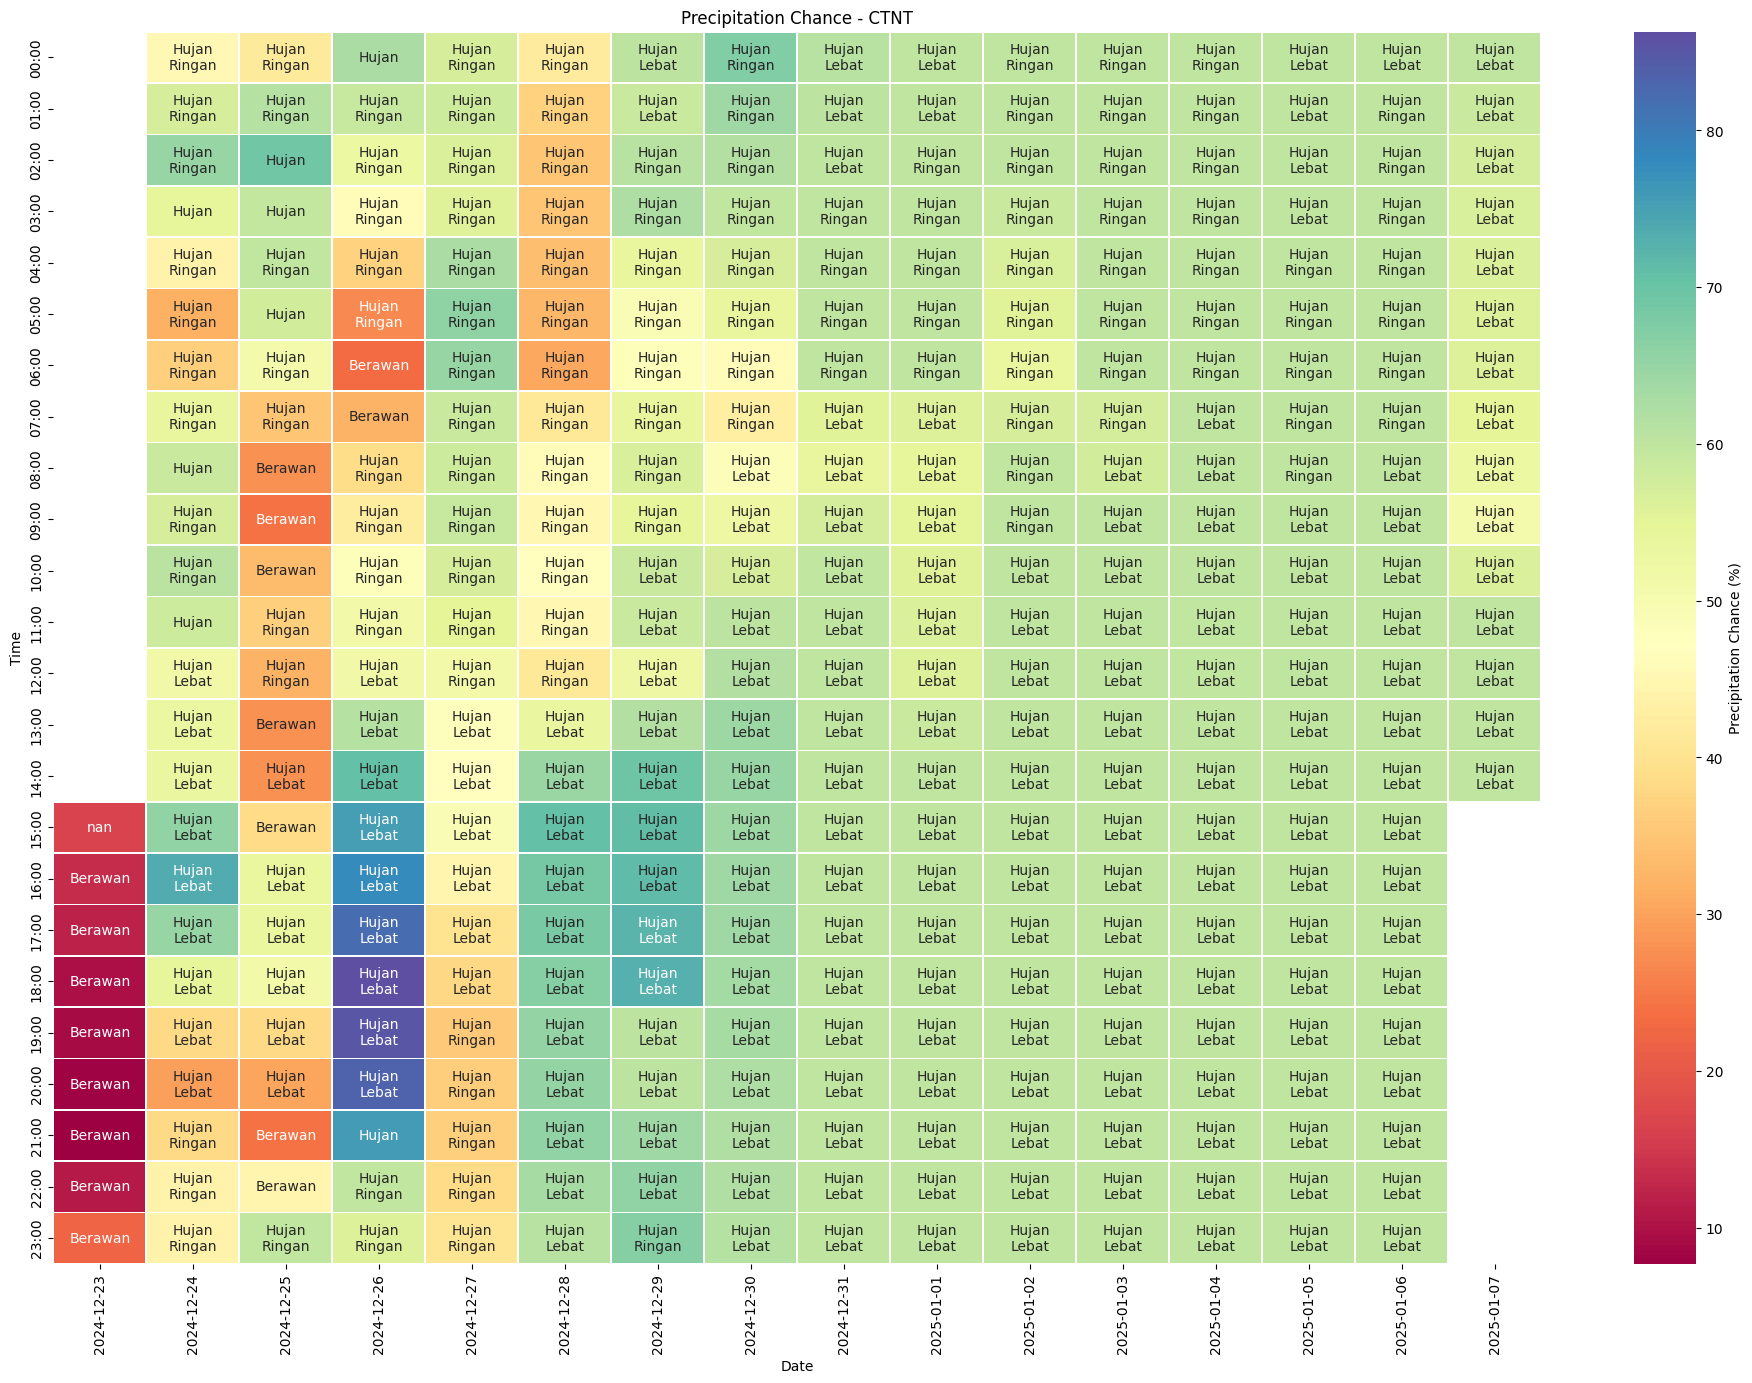 Precipitation Chance - CTNT
00:00 Hujan Ringan Hujan Ringan Hujan Hujan Ringan Hujan Ringan Hujan Lebat Hujan Ringan Hujan Lebat Hujan Lebat Hujan Ringan Hujan Ringan Hujan Ringan Hujan Lebat Hujan Lebat Hujan Lebat
01:00 Hujan Ringan Hujan Ringan Hujan Ringan Hujan Ringan Hujan Ringan Hujan Lebat Hujan Ringan Hujan Lebat Hujan Lebat Hujan Ringan Hujan Ringan Hujan Ringan Hujan Lebat Hujan Ringan Hujan Lebat
02:00 Hujan Ringan Hujan Hujan Ringan Hujan Ringan Hujan Ringan Hujan Ringan Hujan Ringan Hujan Lebat Hujan Ringan Hujan Ringan Hujan Ringan Hujan Ringan Hujan Lebat Hujan Ringan Hujan Lebat
03:00 Hujan Hujan Hujan Ringan Hujan Ringan Hujan Ringan Hujan Ringan Hujan Ringan Hujan Ringan Hujan Ringan Hujan Ringan Hujan Ringan Hujan Ringan Hujan Lebat Hujan Ringan Hujan Lebat
04:00 Hujan Ringan Hujan Ringan Hujan Ringan Hujan Ringan Hujan Ringan Hujan Ringan Hujan Ringan Hujan Ringan Hujan Ringan Hujan Ringan Hujan Ringan Hujan Ringan Hujan Ringan Hujan Ringan Hujan Lebat
05:00 Hujan Ringan Hujan Hujan Ringan Hujan Ringan Hujan Ringan Hujan Ringan Hujan Ringan Hujan Ringan Hujan Ringan Hujan Ringan Hujan Ringan Hujan Ringan Hujan Ringan Hujan Ringan Hujan Lebat
06:00 Hujan Ringan Hujan Ringan Berawan Hujan Ringan Hujan Ringan Hujan Ringan Hujan Ringan Hujan Ringan Hujan Ringan Hujan Ringan Hujan Ringan Hujan Ringan Hujan Ringan Hujan Ringan Hujan Lebat
07:00 Hujan Ringan Hujan Ringan Berawan Hujan Ringan Hujan Ringan Hujan Ringan Hujan Ringan Hujan Lebat Hujan Lebat Hujan Ringan Hujan Ringan Hujan Lebat Hujan Ringan Hujan Ringan Hujan Lebat
08:00 Hujan Berawan Hujan Ringan Hujan Ringan Hujan Ringan Hujan Ringan Hujan Lebat Hujan Lebat Hujan Lebat Hujan Ringan Hujan Lebat Hujan Lebat Hujan Ringan Hujan Lebat Hujan Lebat
09:00 Hujan Ringan Berawan Hujan Ringan Hujan Ringan Hujan Ringan Hujan Ringan Hujan Lebat Hujan Lebat Hujan Lebat Hujan Ringan Hujan Lebat Hujan Lebat Hujan Lebat Hujan Lebat Hujan Lebat
10:00 Hujan Ringan Berawan Hujan Ringan Hujan Ringan Hujan Ringan Hujan Lebat Hujan Lebat Hujan Lebat Hujan Lebat Hujan Lebat Hujan Lebat Hujan Lebat Hujan Lebat Hujan Lebat Hujan Lebat
11:00 Hujan Hujan Ringan Hujan Ringan Hujan Ringan Hujan Ringan Hujan Lebat Hujan Lebat Hujan Lebat Hujan Lebat Hujan Lebat Hujan Lebat Hujan Lebat Hujan Lebat Hujan Lebat Hujan Lebat
12:00 Hujan Lebat Hujan Ringan Hujan Lebat Hujan Ringan Hujan Ringan Hujan Lebat Hujan Lebat Hujan Lebat Hujan Lebat Hujan Lebat Hujan Lebat Hujan Lebat Hujan Lebat Hujan Lebat Hujan Lebat
13:00 Hujan Lebat Berawan Hujan Lebat Hujan Lebat Hujan Lebat Hujan Lebat Hujan Lebat Hujan Lebat Hujan Lebat Hujan Lebat Hujan Lebat Hujan Lebat Hujan Lebat Hujan Lebat Hujan Lebat
14:00 Hujan Lebat Hujan Lebat Hujan Lebat Hujan Lebat Hujan Lebat Hujan Lebat Hujan Lebat Hujan Lebat Hujan Lebat Hujan Lebat Hujan Lebat Hujan Lebat Hujan Lebat Hujan Lebat Hujan Lebat
15:00 nan Hujan Lebat Berawan Hujan Lebat Hujan Lebat Hujan Lebat Hujan Lebat Hujan Lebat Hujan Lebat Hujan Lebat Hujan Lebat Hujan Lebat Hujan Lebat Hujan Lebat Hujan Lebat
16:00 Berawan Hujan Lebat Hujan Lebat Hujan Lebat Hujan Lebat Hujan Lebat Hujan Lebat Hujan Lebat Hujan Lebat Hujan Lebat Hujan Lebat Hujan Lebat Hujan Lebat Hujan Lebat Hujan Lebat
17:00 Berawan Hujan Lebat Hujan Lebat Hujan Lebat Hujan Lebat Hujan Lebat Hujan Lebat Hujan Lebat Hujan Lebat Hujan Lebat Hujan Lebat Hujan Lebat Hujan Lebat Hujan Lebat Hujan Lebat
18:00 Berawan Hujan Lebat Hujan Lebat Hujan Lebat Hujan Lebat Hujan Lebat Hujan Lebat Hujan Lebat Hujan Lebat Hujan Lebat Hujan Lebat Hujan Lebat Hujan Lebat Hujan Lebat Hujan Lebat
19:00 Berawan Hujan Lebat Hujan Lebat Hujan Lebat Hujan Ringan Hujan Lebat Hujan Lebat Hujan Lebat Hujan Lebat Hujan Lebat Hujan Lebat Hujan Lebat Hujan Lebat Hujan Lebat Hujan Lebat
20:00 Berawan Hujan Lebat Hujan Lebat Hujan Lebat Hujan Ringan Hujan Lebat Hujan Lebat Hujan Lebat Hujan Lebat Hujan Lebat Hujan Lebat Hujan Lebat Hujan Lebat Hujan Lebat Hujan Lebat
21:00 Berawan Hujan Ringan Berawan Hujan Hujan Ringan Hujan Lebat Hujan Lebat Hujan Lebat Hujan Lebat Hujan Lebat Hujan Lebat Hujan Lebat Hujan Lebat Hujan Lebat Hujan Lebat
22:00 Berawan Hujan Ringan Berawan Hujan Ringan Hujan Ringan Hujan Lebat Hujan Lebat Hujan Lebat Hujan Lebat Hujan Lebat Hujan Lebat Hujan Lebat Hujan Lebat Hujan Lebat Hujan Lebat
23:00 Berawan Hujan Ringan Hujan Ringan Hujan Ringan Hujan Ringan Hujan Lebat Hujan Ringan Hujan Lebat Hujan Lebat Hujan Lebat Hujan Lebat Hujan Lebat Hujan Lebat Hujan Lebat Hujan Lebat
2024-12-23 2024-12-24 2024-12-25 2024-12-26 2024-12-27 2024-12-28 2024-12-29 2024-12-30 2024-12-31 2025-01-01 2025-01-02 2025-01-03 2025-01-04 2025-01-05 2025-01-06 2025-01-07
Date
Time
80
70
60
50
40
30
20
10
Precipitation Chance (%)